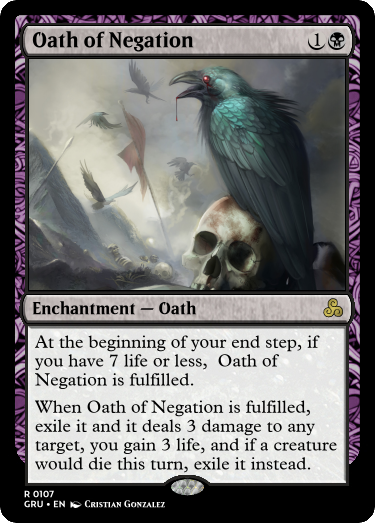 Oath of Negation 1
Enchantment — Oath
At the beginning of your end step, if
you have 7 life or less,  Oath of
Negation is fulfilled.
When Oath of Negation is fulfilled,
exile it and it deals 3 damage to any
target, you gain 3 life, and if a creature
would die this turn, exile it instead.
R 0107
GRU • EN Cristian Gonzalez